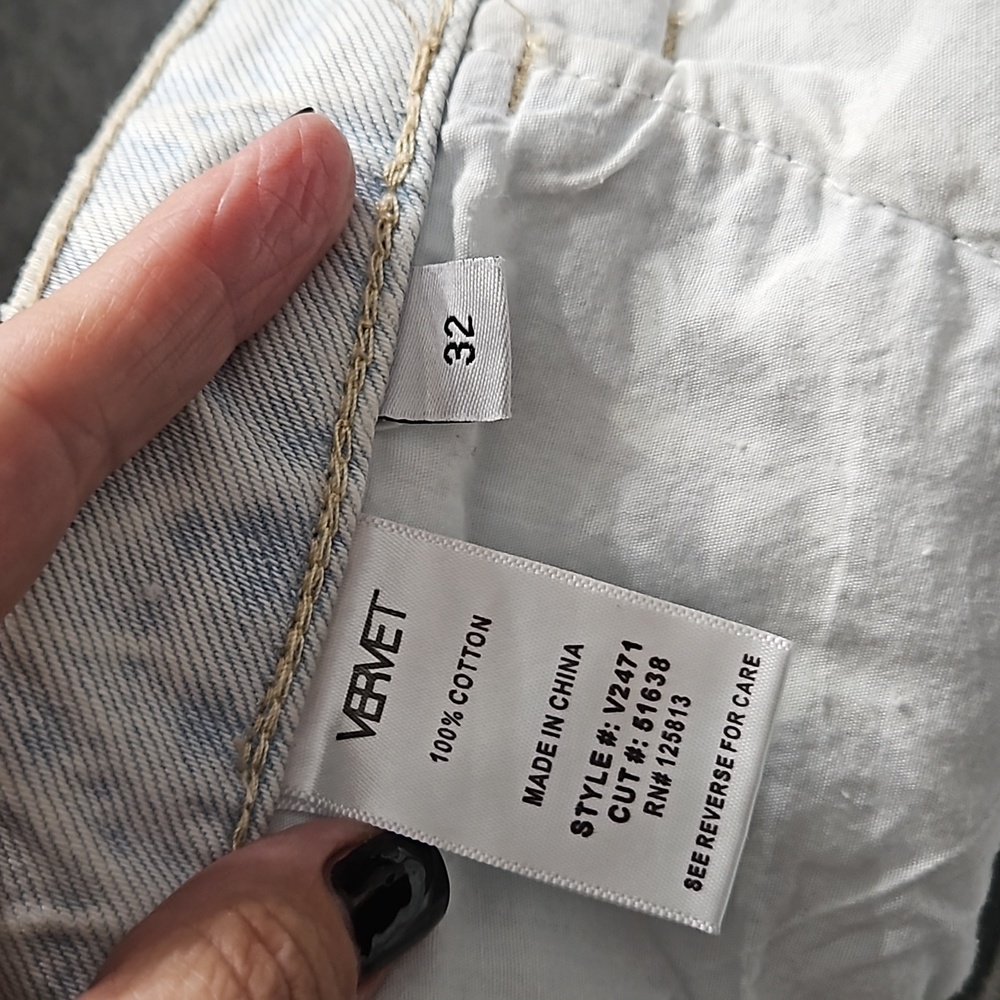 32
VERVET
100% COTTON
MADE IN CHINA
STYLE #: V2471
CUT #: 51638
RN# 125813
SEE REVERSE FOR CARE